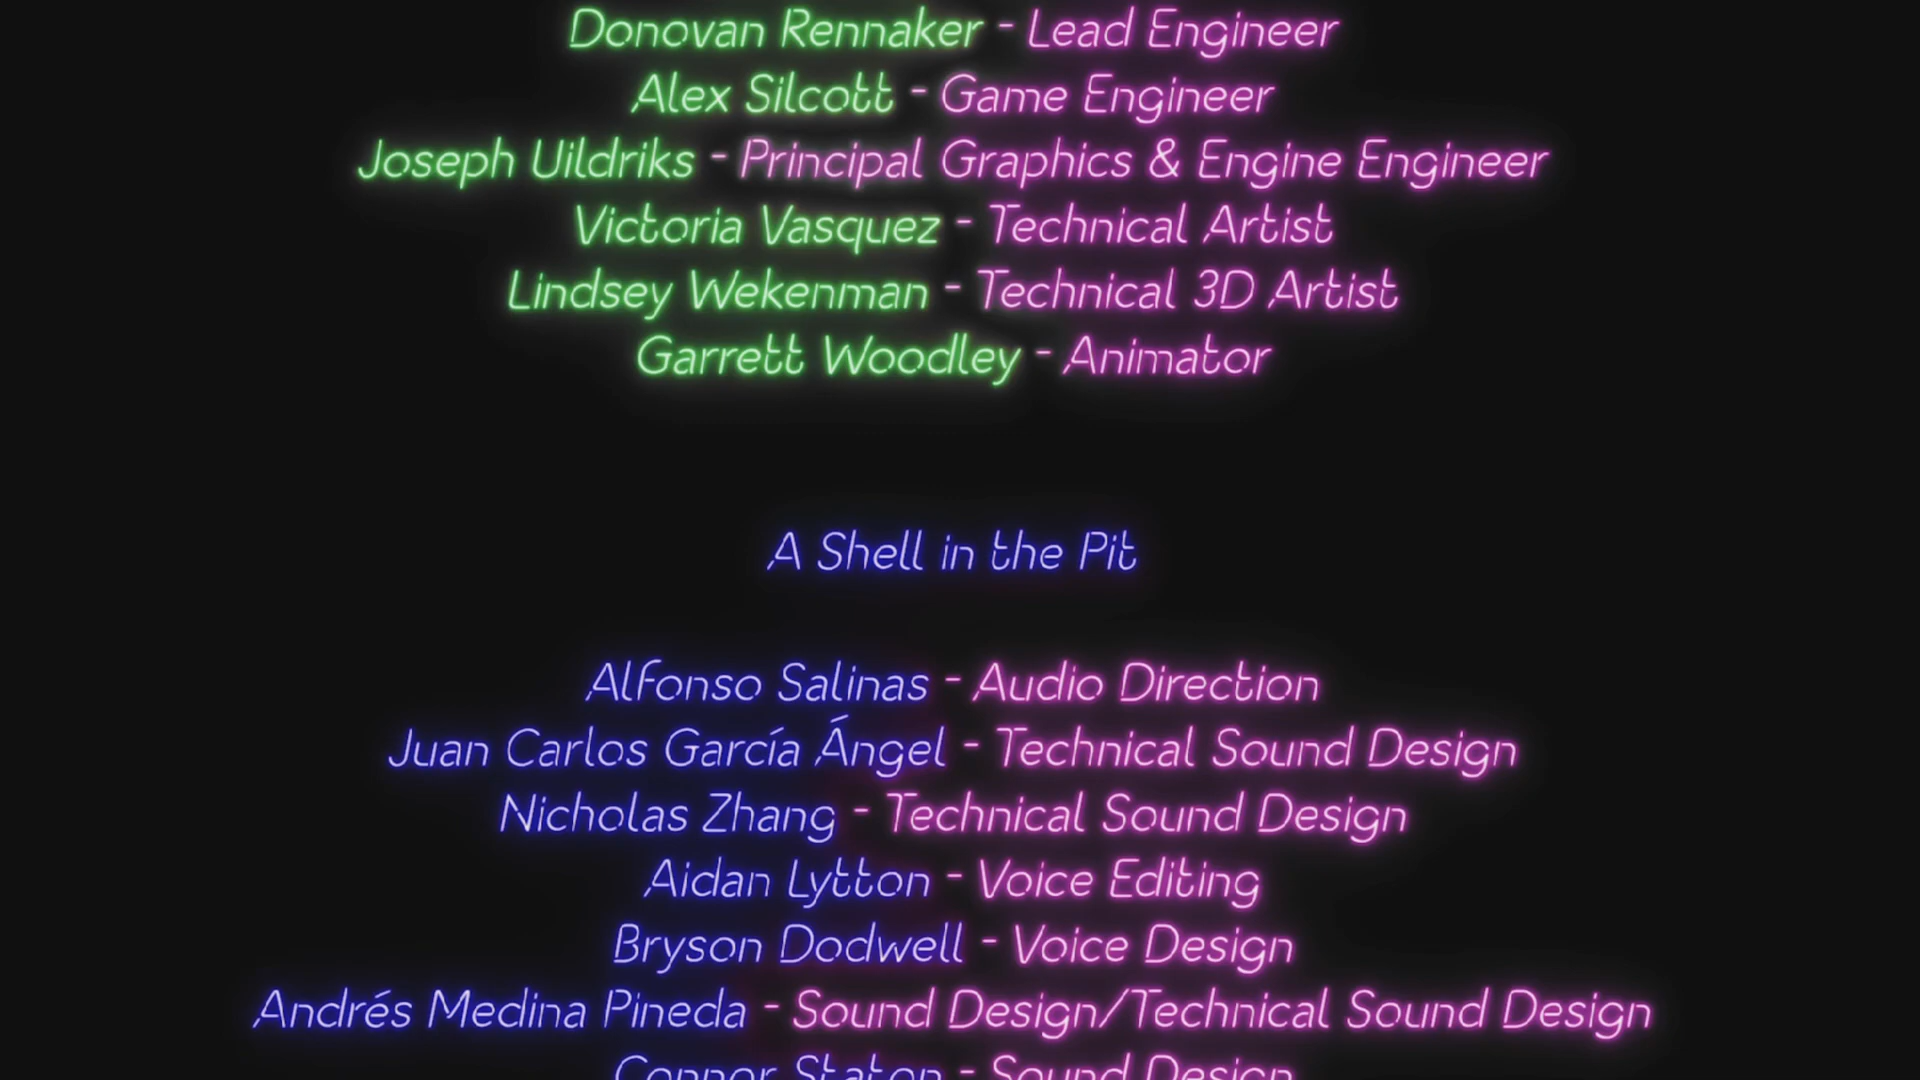 Donovan Rennaker - Lead Engineer
Alex Silcott - Game Engineer
Joseph Uildriks - Principal Graphics & Engine Engineer
Victoria Vasquez - Technical Artist
Lindsey Wekenman - Technical 3D Artist
Garrett Woodley - Animator
A Shell in the Pit
Alfonso Salinas - Audio Direction
Juan Carlos García Ángel - Technical Sound Design
Nicholas Zhang - Technical Sound Design
Aidan Lytton - Voice Editing
Bryson Dodwell - Voice Design
Andrés Medina Pineda - Sound Design/Technical Sound Design
Connor Staton - Sound Design